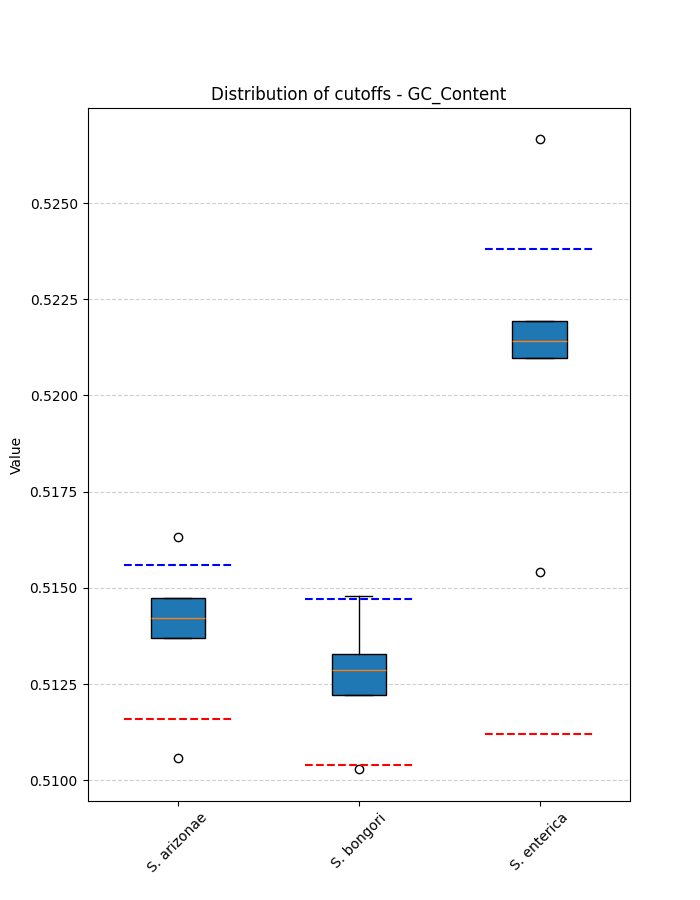 Distribution of cutoffs - GC_Content
Value
0.5250
0.5225
0.5200
0.5175
0.5150
0.5125
0.5100
S. arizonae
S. bongori
S. enterica